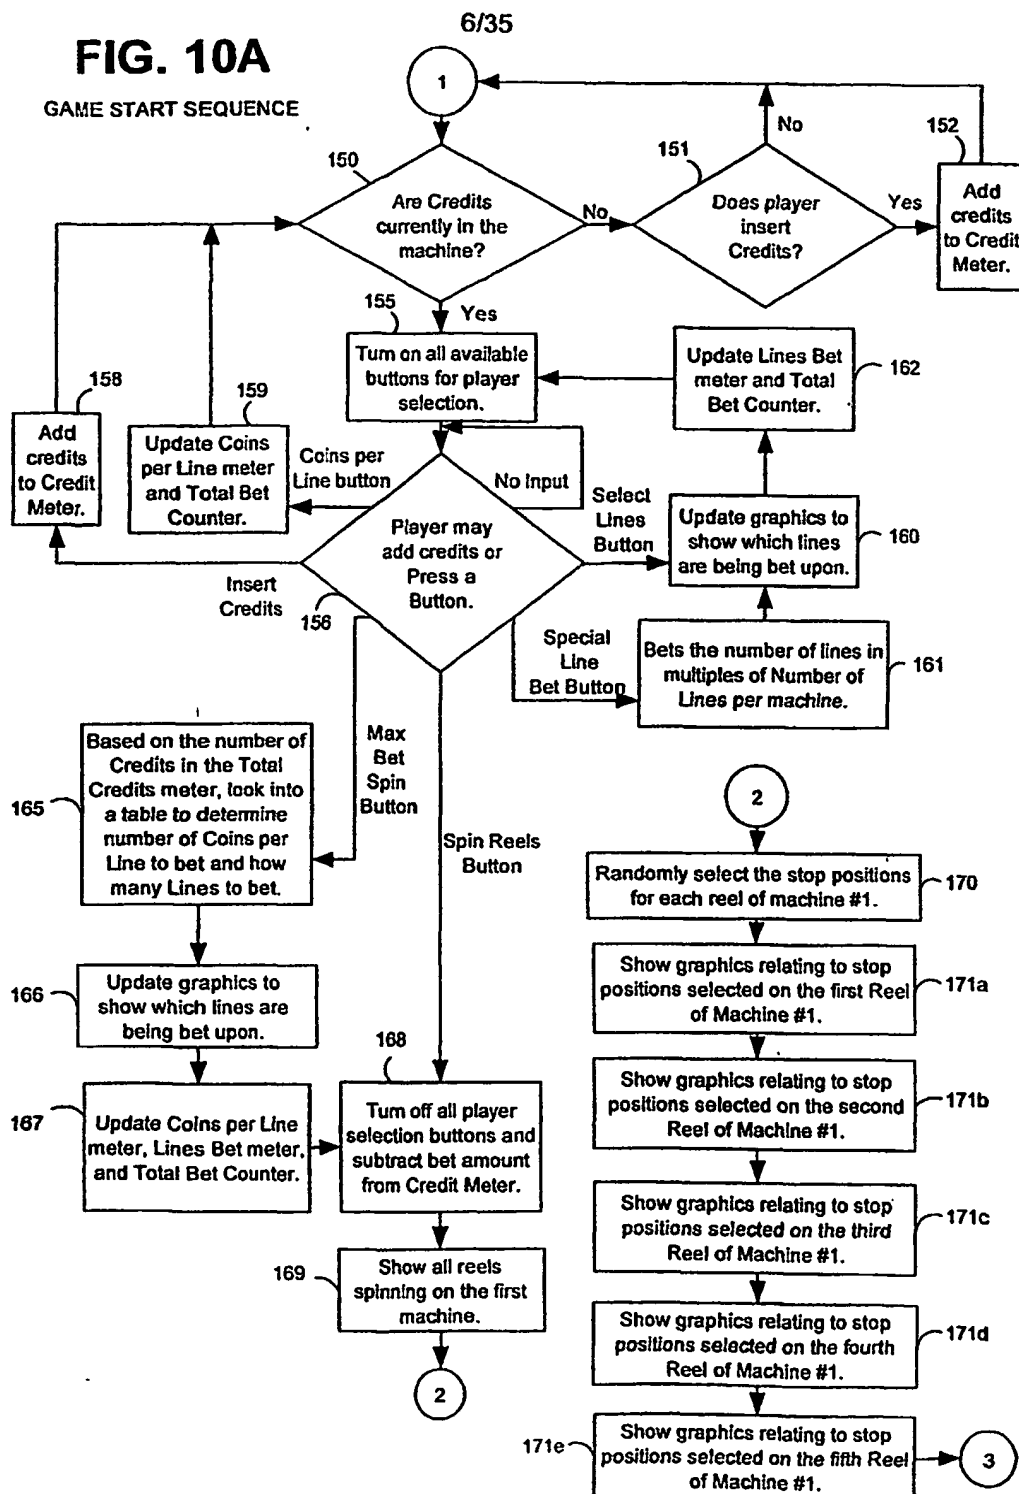 6/35
FIG. 10A
GAME START SEQUENCE
1
150
Are Credits
currently in the
machine?
No
151
Does player
insert
Credits?
No
Yes
152
Add
credits
to Credit
Meter.
Yes
155
Turn on all available
buttons for player
selection.
Update Lines Bet
meter and Total
Bet Counter.
162
158
Add
credits
to Credit
Meter.
159
Update Coins
per Line meter
and Total Bet
Counter.
Coins per
Line button
No Input
Select
Lines
Button
Update graphics to
show which lines
are being bet upon.
160
Player may
add credits or
Press a
Button.
156
Insert
Credits
Special
Line
Bet Button
Bets the number of lines in
multiples of Number of
Lines per machine.
161
Max
Bet
Spin
Button
165
Based on the number of
Credits in the Total
Credits meter, look into
a table to determine
number of Coins per
Line to bet and how
many Lines to bet.
Spin Reels
Button
166
Update graphics to
show which lines are
being bet upon.
167
Update Coins per Line
meter, Lines Bet meter,
and Total Bet Counter.
168
Turn off all player
selection buttons and
subtract bet amount
from Credit Meter.
169
Show all reels
spinning on the first
machine.
2
2
Randomly select the stop positions
for each reel of machine #1.
170
Show graphics relating to stop
positions selected on the first Reel
of Machine #1.
171a
Show graphics relating to stop
positions selected on the second
Reel of Machine #1.
171b
Show graphics relating to stop
positions selected on the third
Reel of Machine #1.
171c
Show graphics relating to stop
positions selected on the fourth
Reel of Machine #1.
171d
171e
Show graphics relating to stop
positions selected on the fifth Reel
of Machine #1.
3